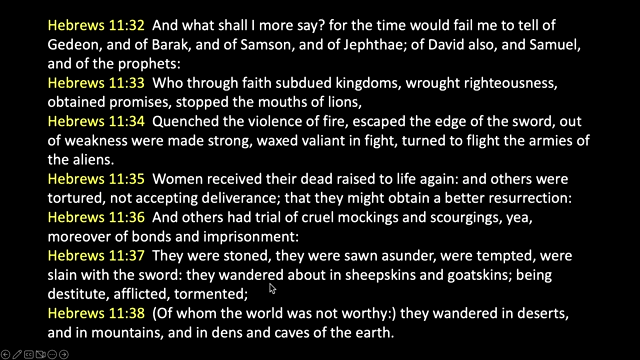 Hebrews 11:32  And what shall I more say? for the time would fail me to tell of
Gedeon, and of Barak, and of Samson, and of Jephthae; of David also, and Samuel,
and of the prophets:
Hebrews 11:33  Who through faith subdued kingdoms, wrought righteousness,
obtained promises, stopped the mouths of lions,
Hebrews 11:34  Quenched the violence of fire, escaped the edge of the sword, out
of weakness were made strong, waxed valiant in fight, turned to flight the armies of
the aliens.
Hebrews 11:35  Women received their dead raised to life again: and others were
tortured, not accepting deliverance; that they might obtain a better resurrection:
Hebrews 11:36  And others had trial of cruel mockings and scourgings, yea,
moreover of bonds and imprisonment:
Hebrews 11:37  They were stoned, they were sawn asunder, were tempted, were
slain with the sword: they wandered about in sheepskins and goatskins; being
destitute, afflicted, tormented;
Hebrews 11:38  (Of whom the world was not worthy:) they wandered in deserts,
and in mountains, and in dens and caves of the earth.